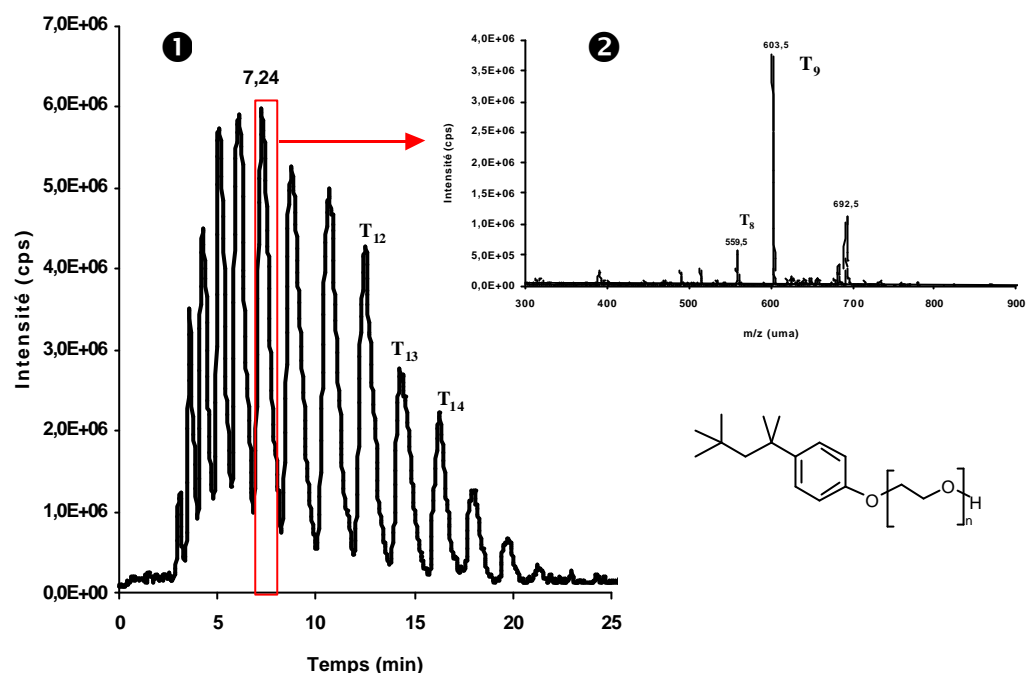 ❶
7,0E+06
6,0E+06
5,0E+06
4,0E+06
3,0E+06
2,0E+06
1,0E+06
0,0E+00
Intensité (cps)
7,24
T12
T13
T14
0 5 10 15 20 25
Temps (min)
❷
4,0E+06
3,5E+06
3,0E+06
2,5E+06
2,0E+06
1,5E+06
1,0E+06
5,0E+05
0,0E+00
Intensité (cps)
603,5
T9
T8
559,5
692,5
300 400 500 600 700 800 900
m/z (uma)
O
O
H
n